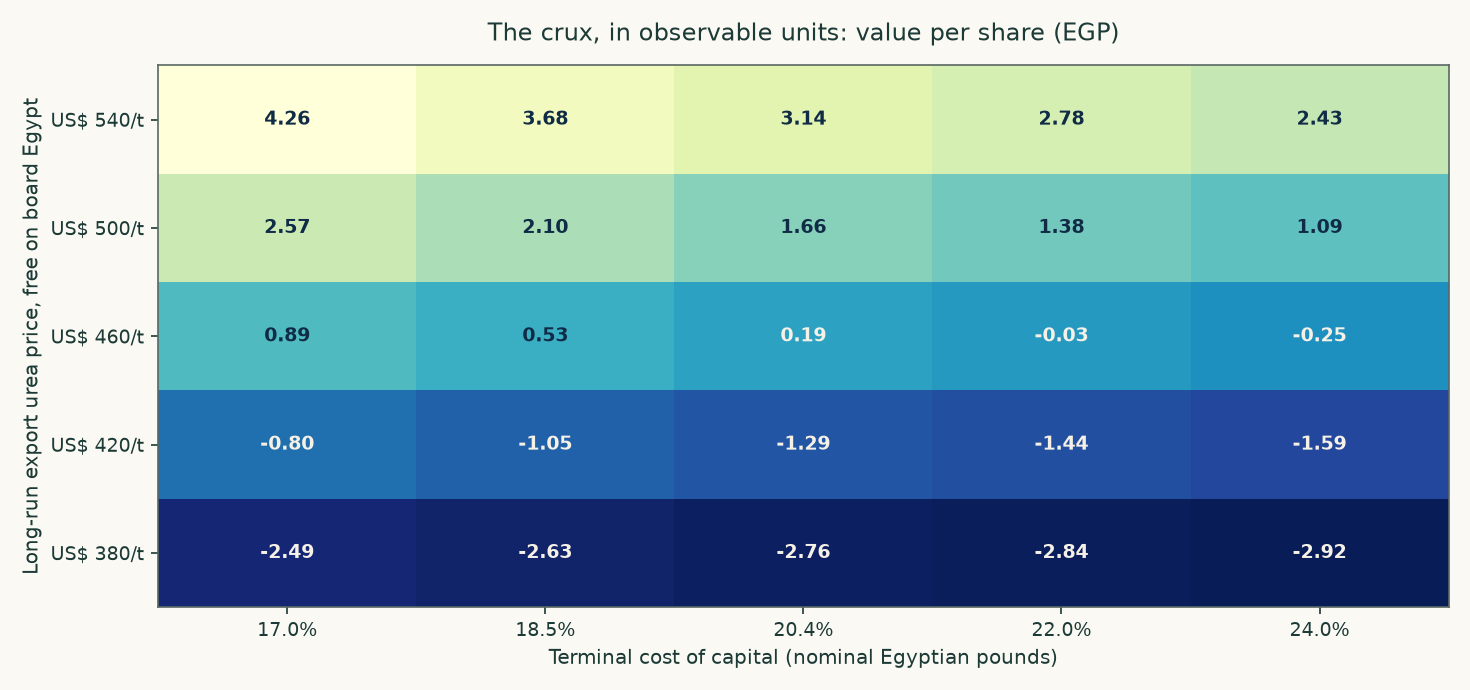 The crux, in observable units: value per share (EGP)
Long-run export urea price, free on board Egypt
US$ 540/t 4.26 3.68 3.14 2.78 2.43
US$ 500/t 2.57 2.10 1.66 1.38 1.09
US$ 460/t 0.89 0.53 0.19 -0.03 -0.25
US$ 420/t -0.80 -1.05 -1.29 -1.44 -1.59
US$ 380/t -2.49 -2.63 -2.76 -2.84 -2.92
17.0% 18.5% 20.4% 22.0% 24.0%
Terminal cost of capital (nominal Egyptian pounds)